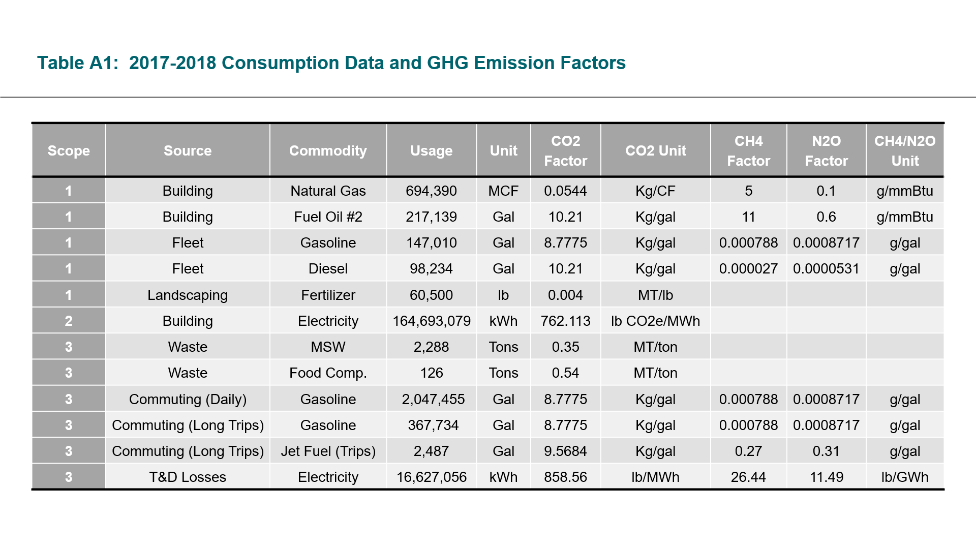 Table A1: 2017-2018 Consumption Data and GHG Emission Factors
Scope Source Commodity Usage Unit CO2 Factor CO2 Unit CH4 Factor N2O Factor CH4/N2O Unit
1 Building Natural Gas 694,390 MCF 0.0544 Kg/CF 5 0.1 g/mmBtu
1 Building Fuel Oil #2 217,139 Gal 10.21 Kg/gal 11 0.6 g/mmBtu
1 Fleet Gasoline 147,010 Gal 8.7775 Kg/gal 0.000788 0.0008717 g/gal
1 Fleet Diesel 98,234 Gal 10.21 Kg/gal 0.000027 0.0000531 g/gal
1 Landscaping Fertilizer 60,500 lb 0.004 MT/lb
2 Building Electricity 164,693,079 kWh 762.113 lb CO2e/MWh
3 Waste MSW 2,288 Tons 0.35 MT/ton
3 Waste Food Comp. 126 Tons 0.54 MT/ton
3 Commuting (Daily) Gasoline 2,047,455 Gal 8.7775 Kg/gal 0.000788 0.0008717 g/gal
3 Commuting (Long Trips) Gasoline 367,734 Gal 8.7775 Kg/gal 0.000788 0.0008717 g/gal
3 Commuting (Long Trips) Jet Fuel (Trips) 2,487 Gal 9.5684 Kg/gal 0.27 0.31 g/gal
3 T&D Losses Electricity 16,627,056 kWh 858.56 lb/MWh 26.44 11.49 lb/GWh